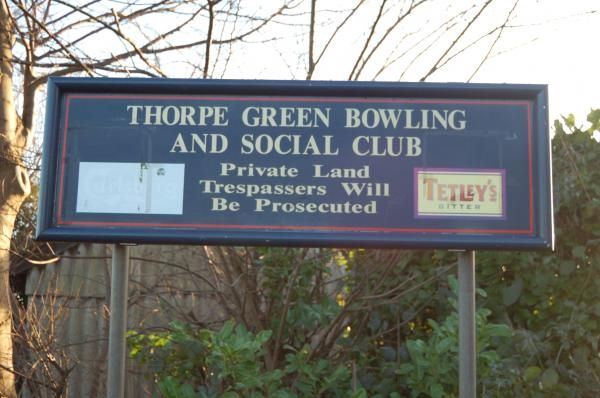 THORPE GREEN BOWLING
AND SOCIAL CLUB
Private Land
Trespassers Will
Be Prosecuted
TETLEY'S
BITTER